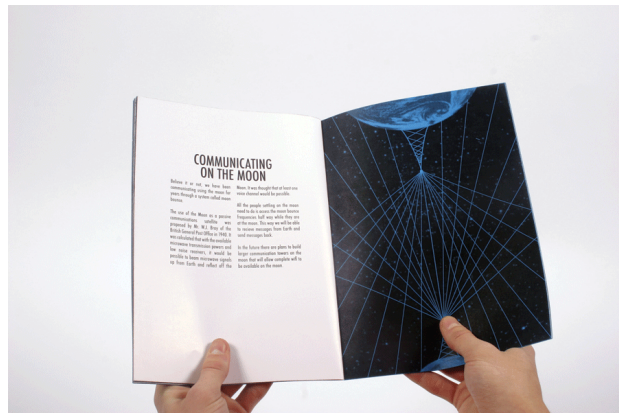 COMMUNICATING
ON THE MOON
Believe it or not, we have been
communicating using the moon for
years through a system called moon
bounce.
The use of the Moon as a passive
communications satellite was
proposed by Mr. W.J. Bray of the
British General Post Office in 1940. It
was calculated that with the available
microwave transmission powers and
low noise receivers, it would be
possible to beam microwave signals
up from Earth and reflect off the
Moon. It was thought that at least one
voice channel would be possible.
All the people settling on the moon
need to do is access the moon bounce
frequencies half way while they are
at the moon. This way we will be able
to receive messages from Earth and
send messages back.
In the future there are plans to build
larger communication towers on the
moon that will allow complete wifi to
be available on the moon.